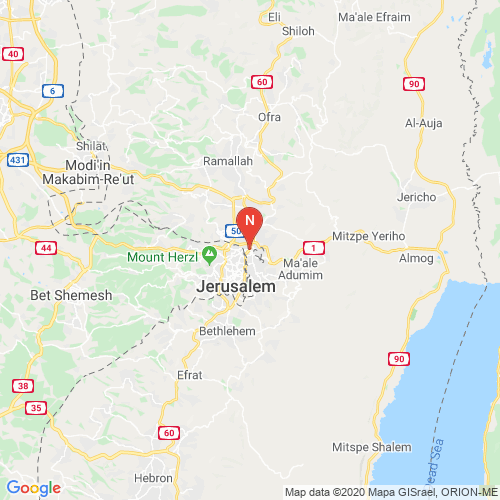 Eli
Shiloh
Ma'ale Efraim
40
60
6
90
Ofra
Al-Auja
Shilat
431
Modi'in
Makabim-Re'ut
Ramallah
Jericho
N
50
44
1
Mitzpe Yeriho
Mount Herzl
Almog
Ma'ale
Adumim
Jerusalem
Bet Shemesh
Bethlehem
90
Efrat
38
35
60
Mitspe Shalem
Dead Sea
Hebron
Google
Map data ©2020 Mapa GISrael, ORION-ME